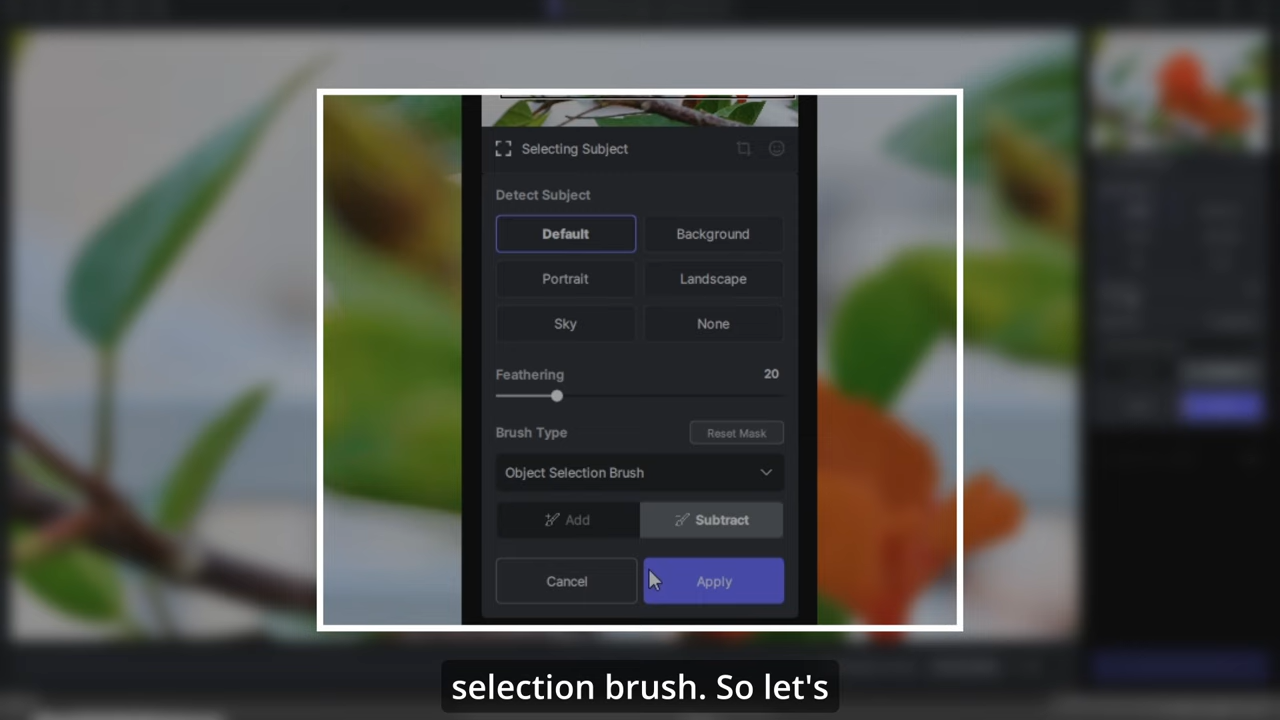 Selecting Subject
Detect Subject
Default
Background
Portrait
Landscape
Sky
None
Feathering
20
Brush Type
Reset Mask
Object Selection Brush
Add
Subtract
Cancel
Apply
selection brush. So let's